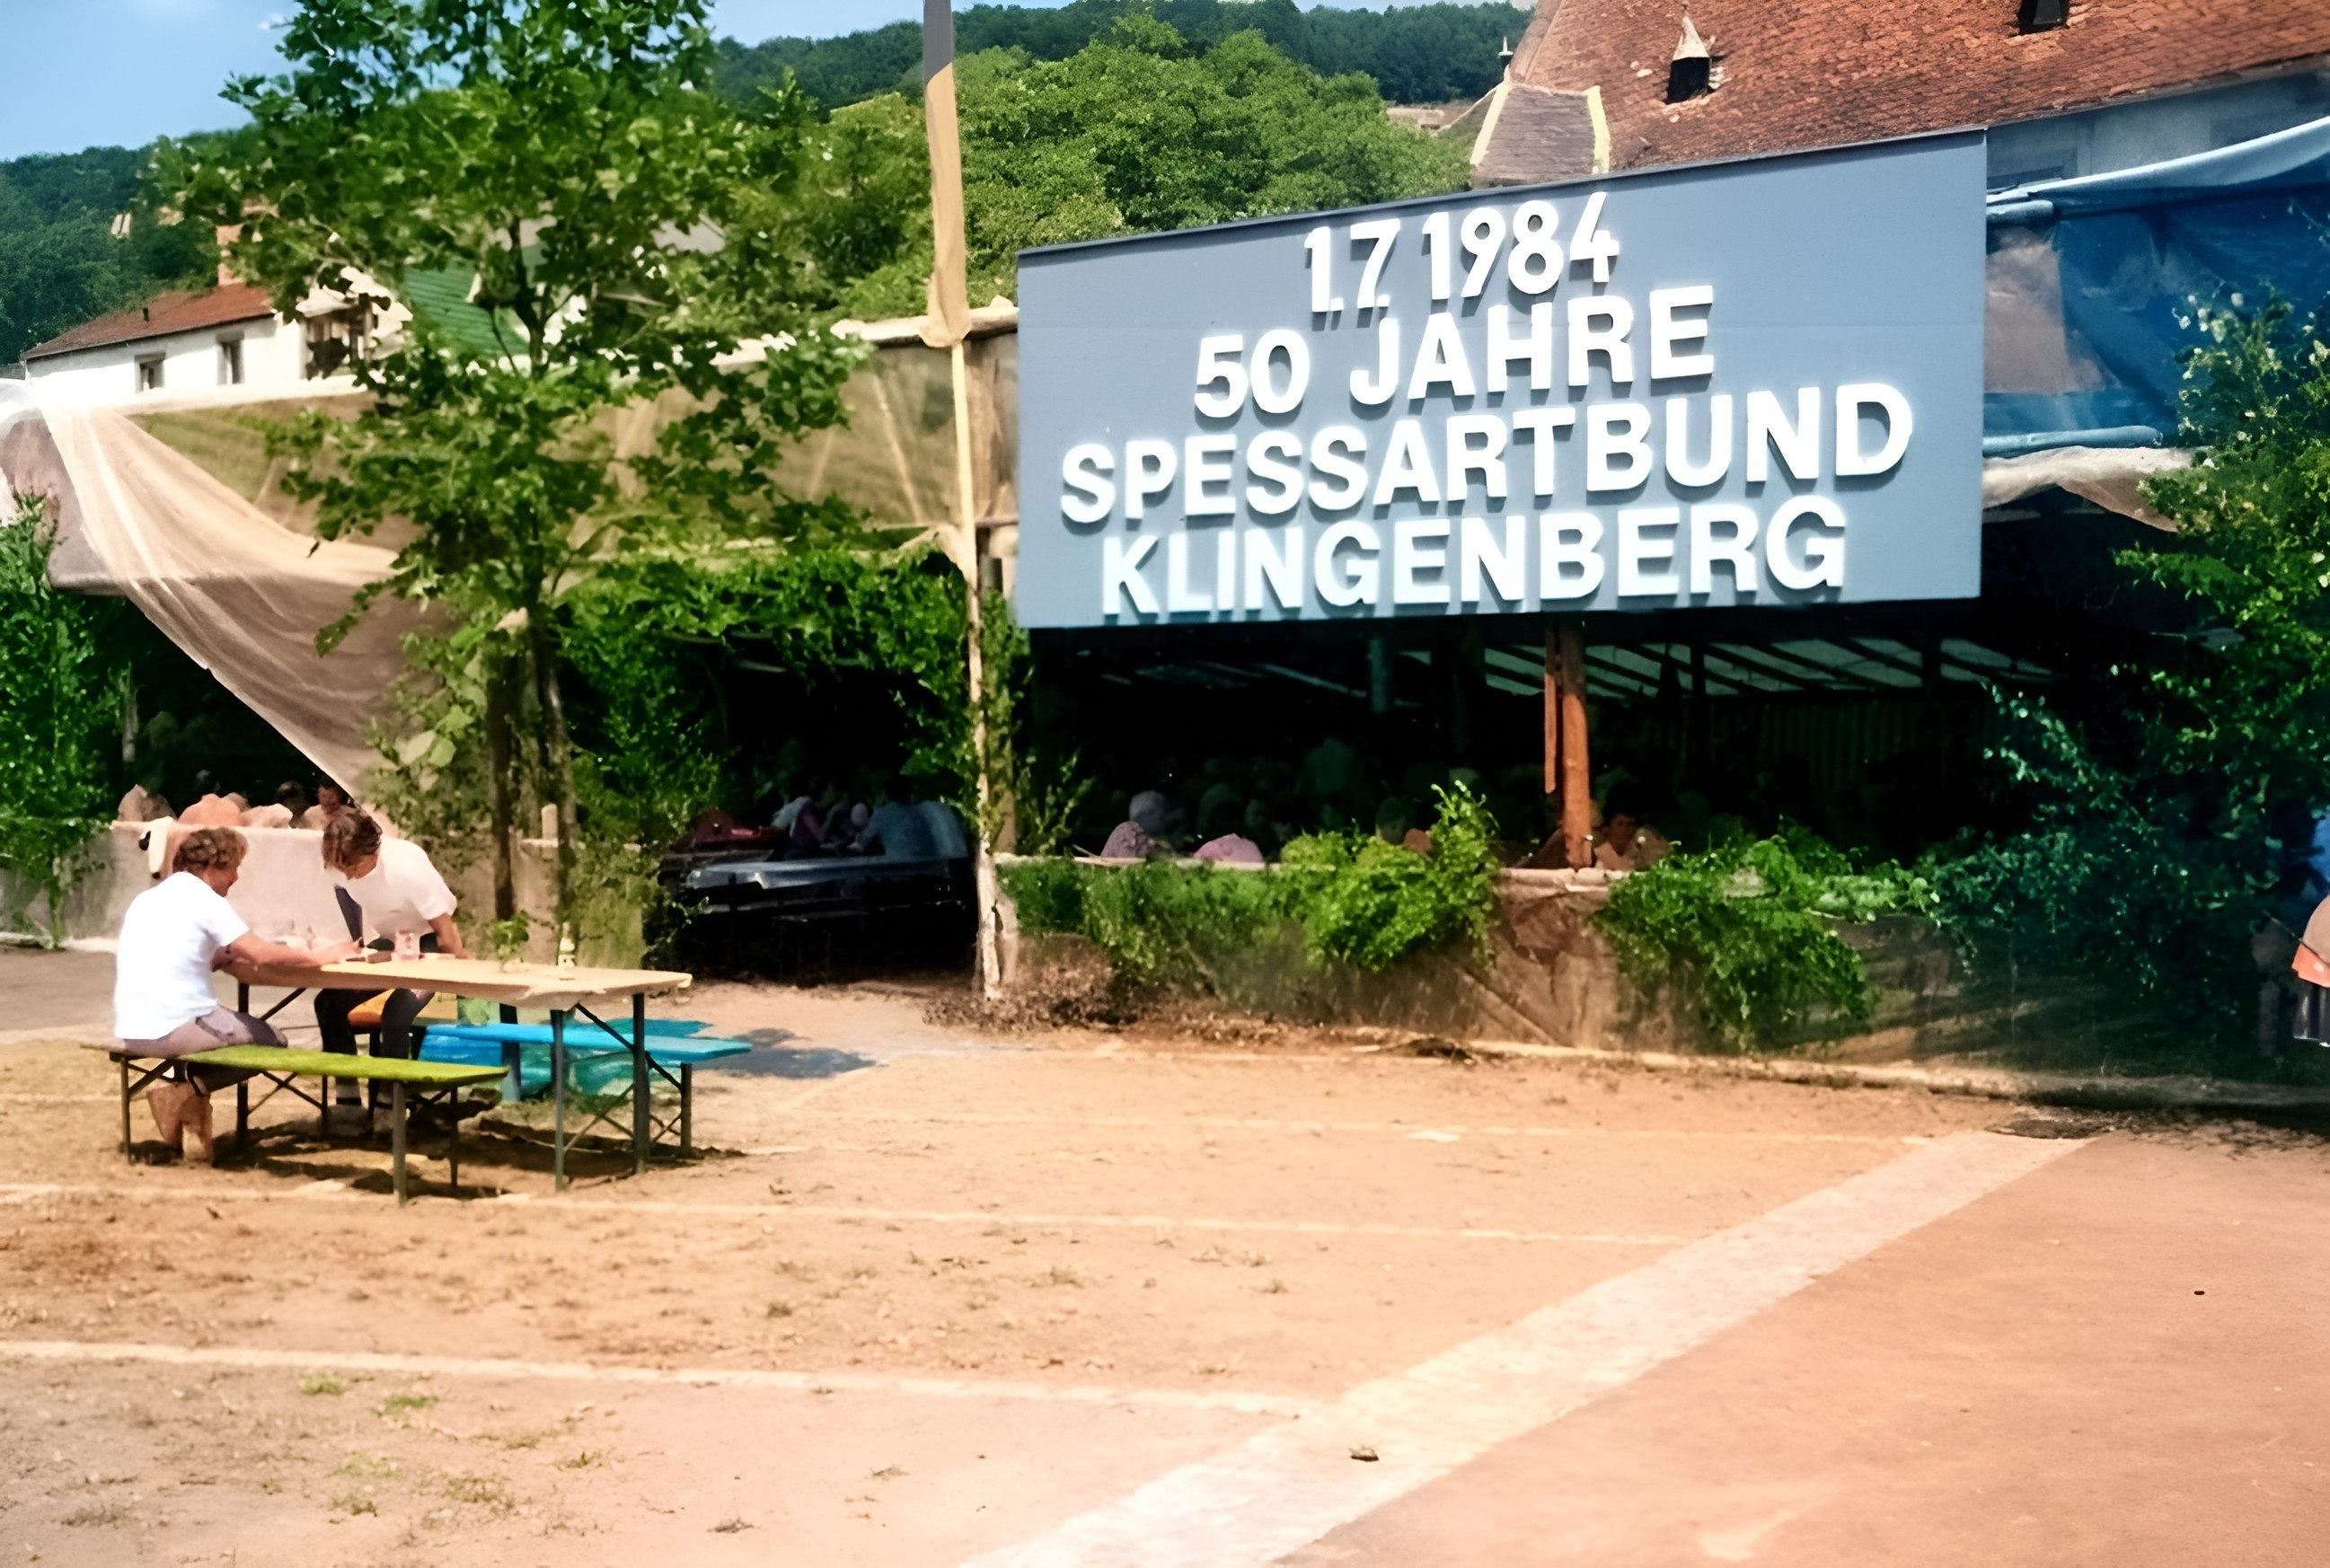 1.7.1984
50 JAHRE
SPESSARTBUND
KLINGENBERG